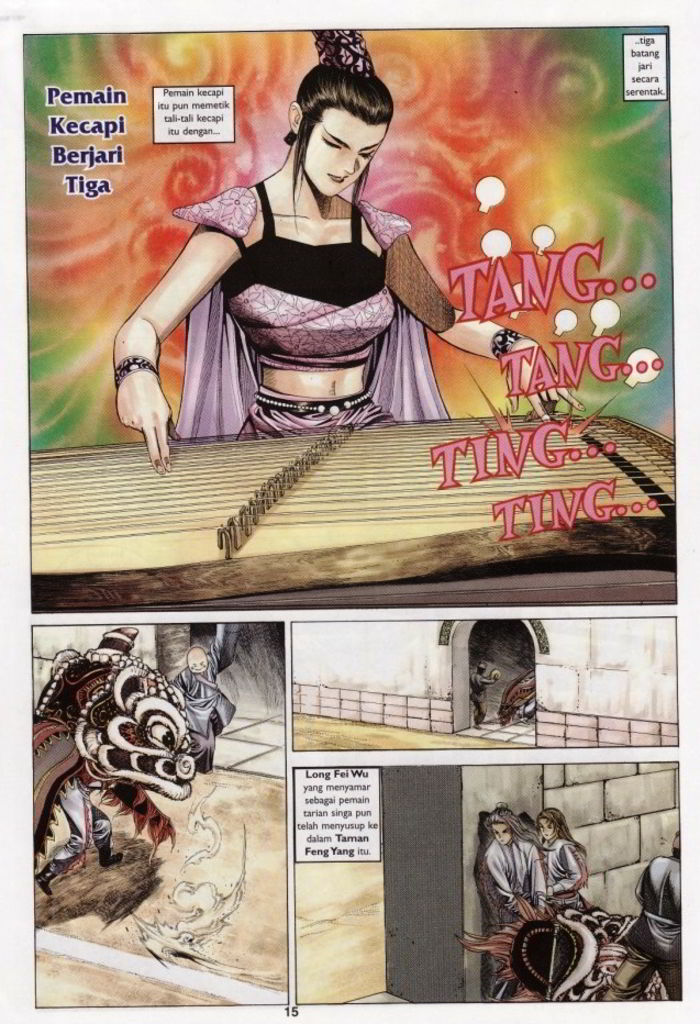 Pemain
Kecapi
Berjari
Tiga
Pemain kecapi
itu pun memetik
tali-tali kecapi
itu dengan...
..tiga
batang
jari
secara
serentak.
TANG...
TANG...
TING...
TING...
Long Fei Wu
yang menyamar
sebagai pemain
tarian singa pun
telah menyusup ke
dalam Taman
Feng Yang itu.
15